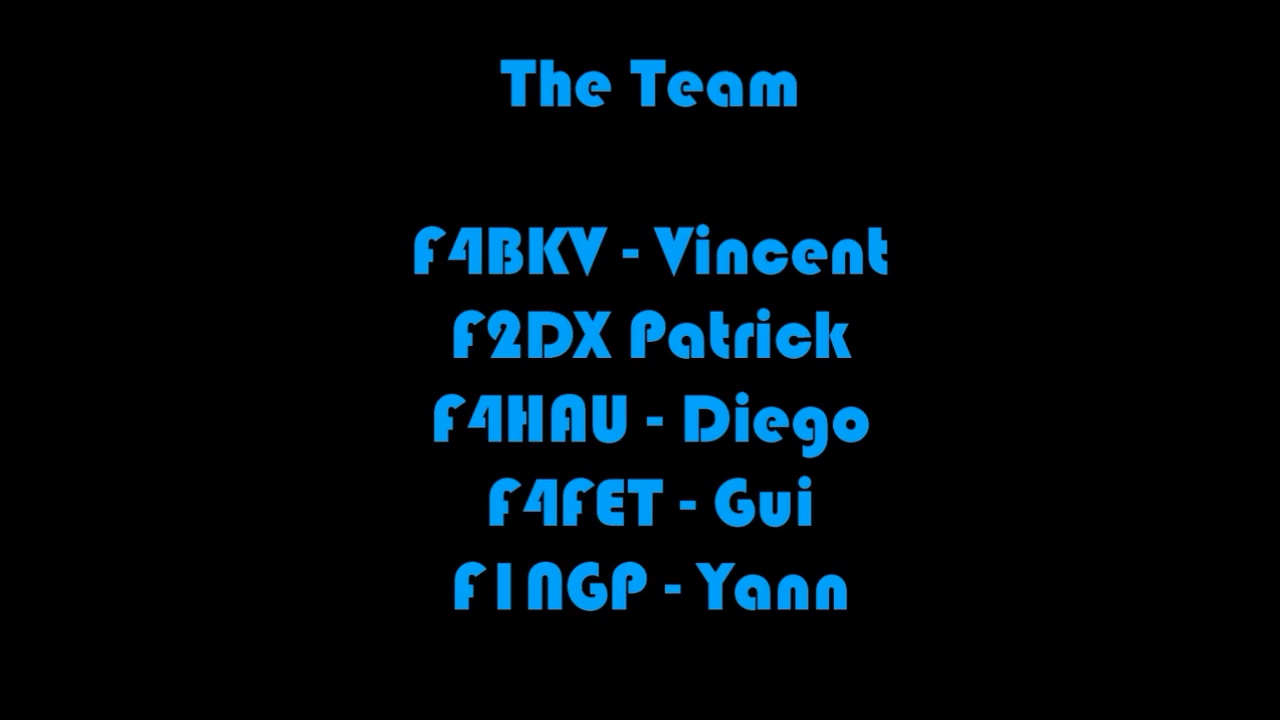 The Team
F4BKV - Vincent
F2DX Patrick
F4HAU - Diego
F4FET - Gui
F1NGP - Yann